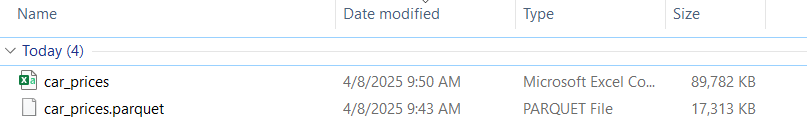 Name Date modified Type Size
Today (4)
car_prices 4/8/2025 9:50 AM Microsoft Excel Co... 89,782 KB
car_prices.parquet 4/8/2025 9:43 AM PARQUET File 17,313 KB